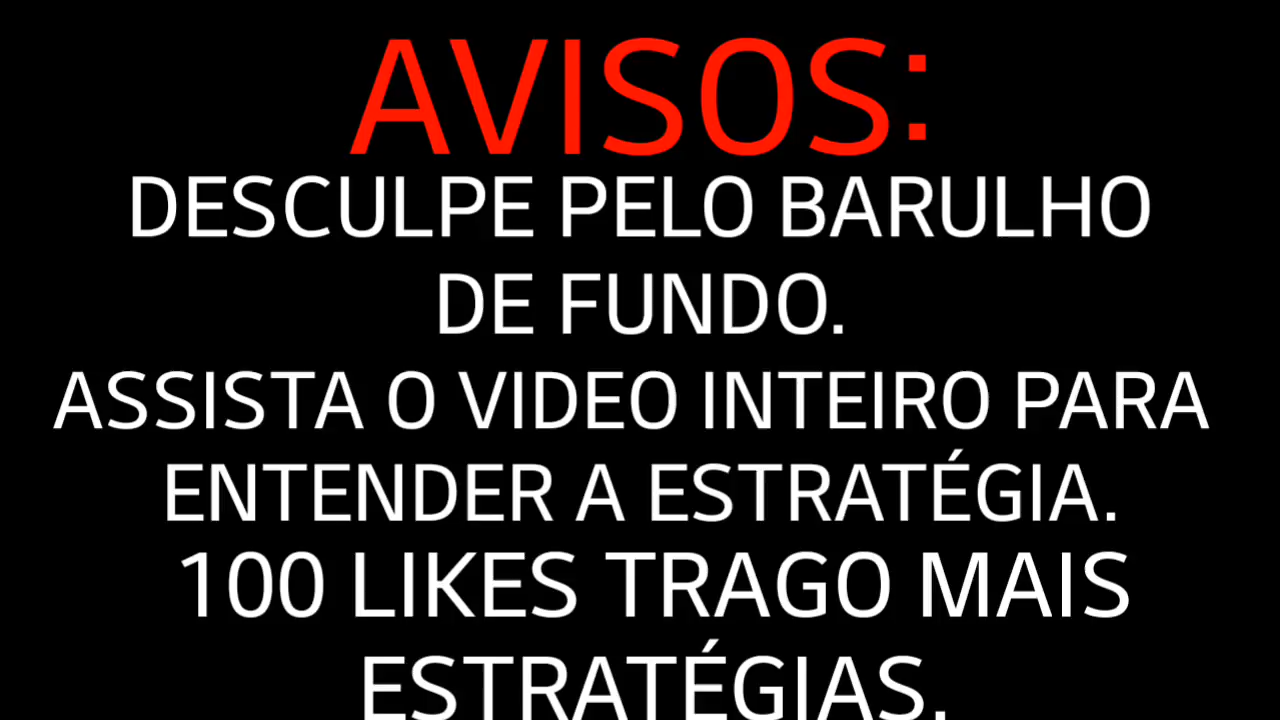 AVISOS:
DESCULPE PELO BARULHO
DE FUNDO.
ASSISTA O VIDEO INTEIRO PARA
ENTENDER A ESTRATÉGIA.
100 LIKES TRAGO MAIS
ESTRATÉGIAS.